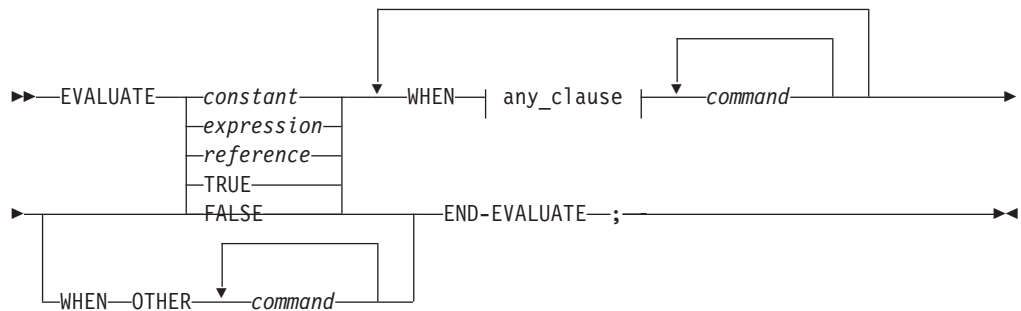 EVALUATE constant WHEN any_clause command
expression
reference
TRUE
FALSE END-EVALUATE ;
WHEN OTHER command